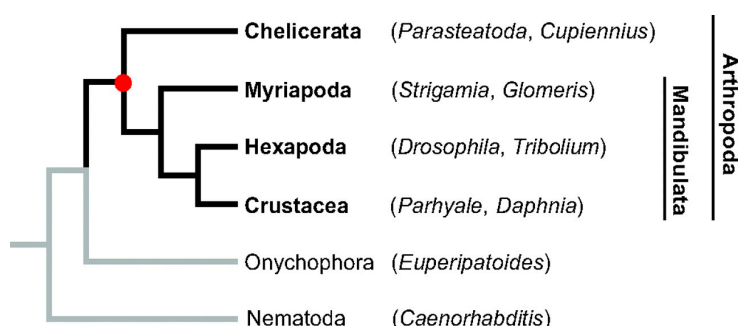 Chelicerata (Parasteatoda, Cupiennius)
Myriapoda (Strigamia, Glomeris)
Hexapoda (Drosophila, Tribolium)
Crustacea (Parhyale, Daphnia)
Onychophora (Euperipatoides)
Nematoda (Caenorhabditis)
Mandibulata
Arthropoda